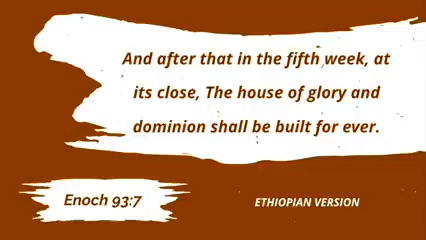 And after that in the fifth week, at
its close, The house of glory and
dominion shall be built for ever.
Enoch 93:7
ETHIOPIAN VERSION